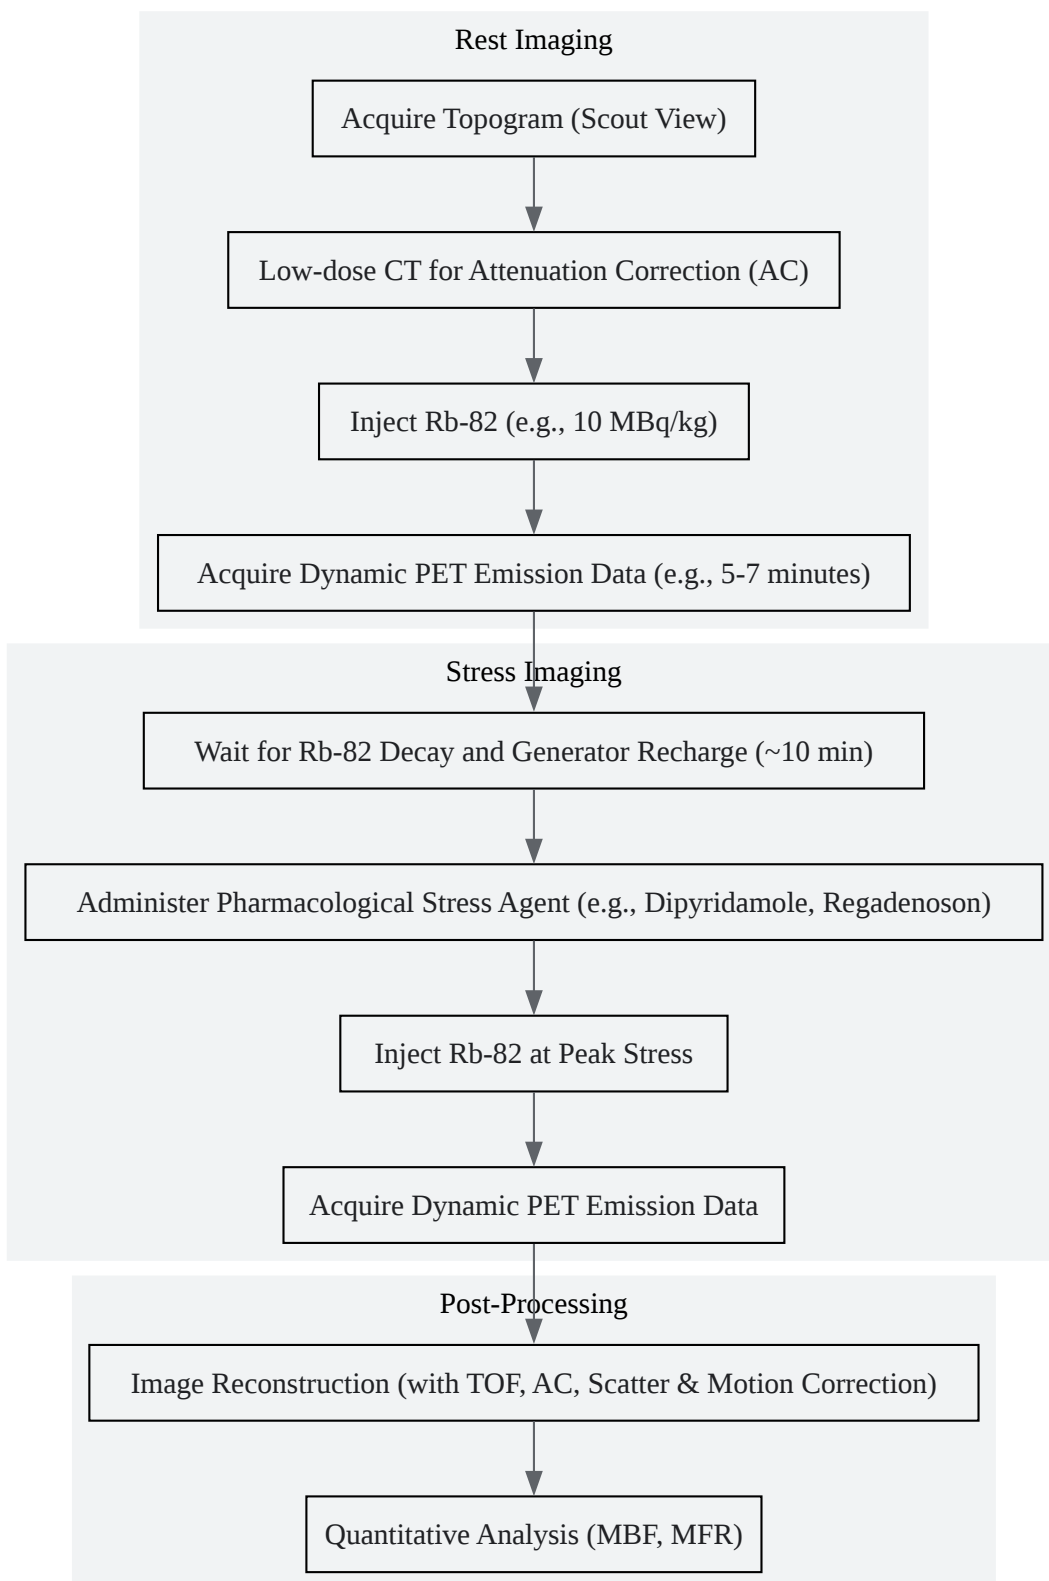 Rest Imaging
Acquire Topogram (Scout View)
Low-dose CT for Attenuation Correction (AC)
Inject Rb-82 (e.g., 10 MBq/kg)
Acquire Dynamic PET Emission Data (e.g., 5-7 minutes)
Stress Imaging
Wait for Rb-82 Decay and Generator Recharge (~10 min)
Administer Pharmacological Stress Agent (e.g., Dipyridamole, Regadenoson)
Inject Rb-82 at Peak Stress
Acquire Dynamic PET Emission Data
Post-Processing
Image Reconstruction (with TOF, AC, Scatter & Motion Correction)
Quantitative Analysis (MBF, MFR)